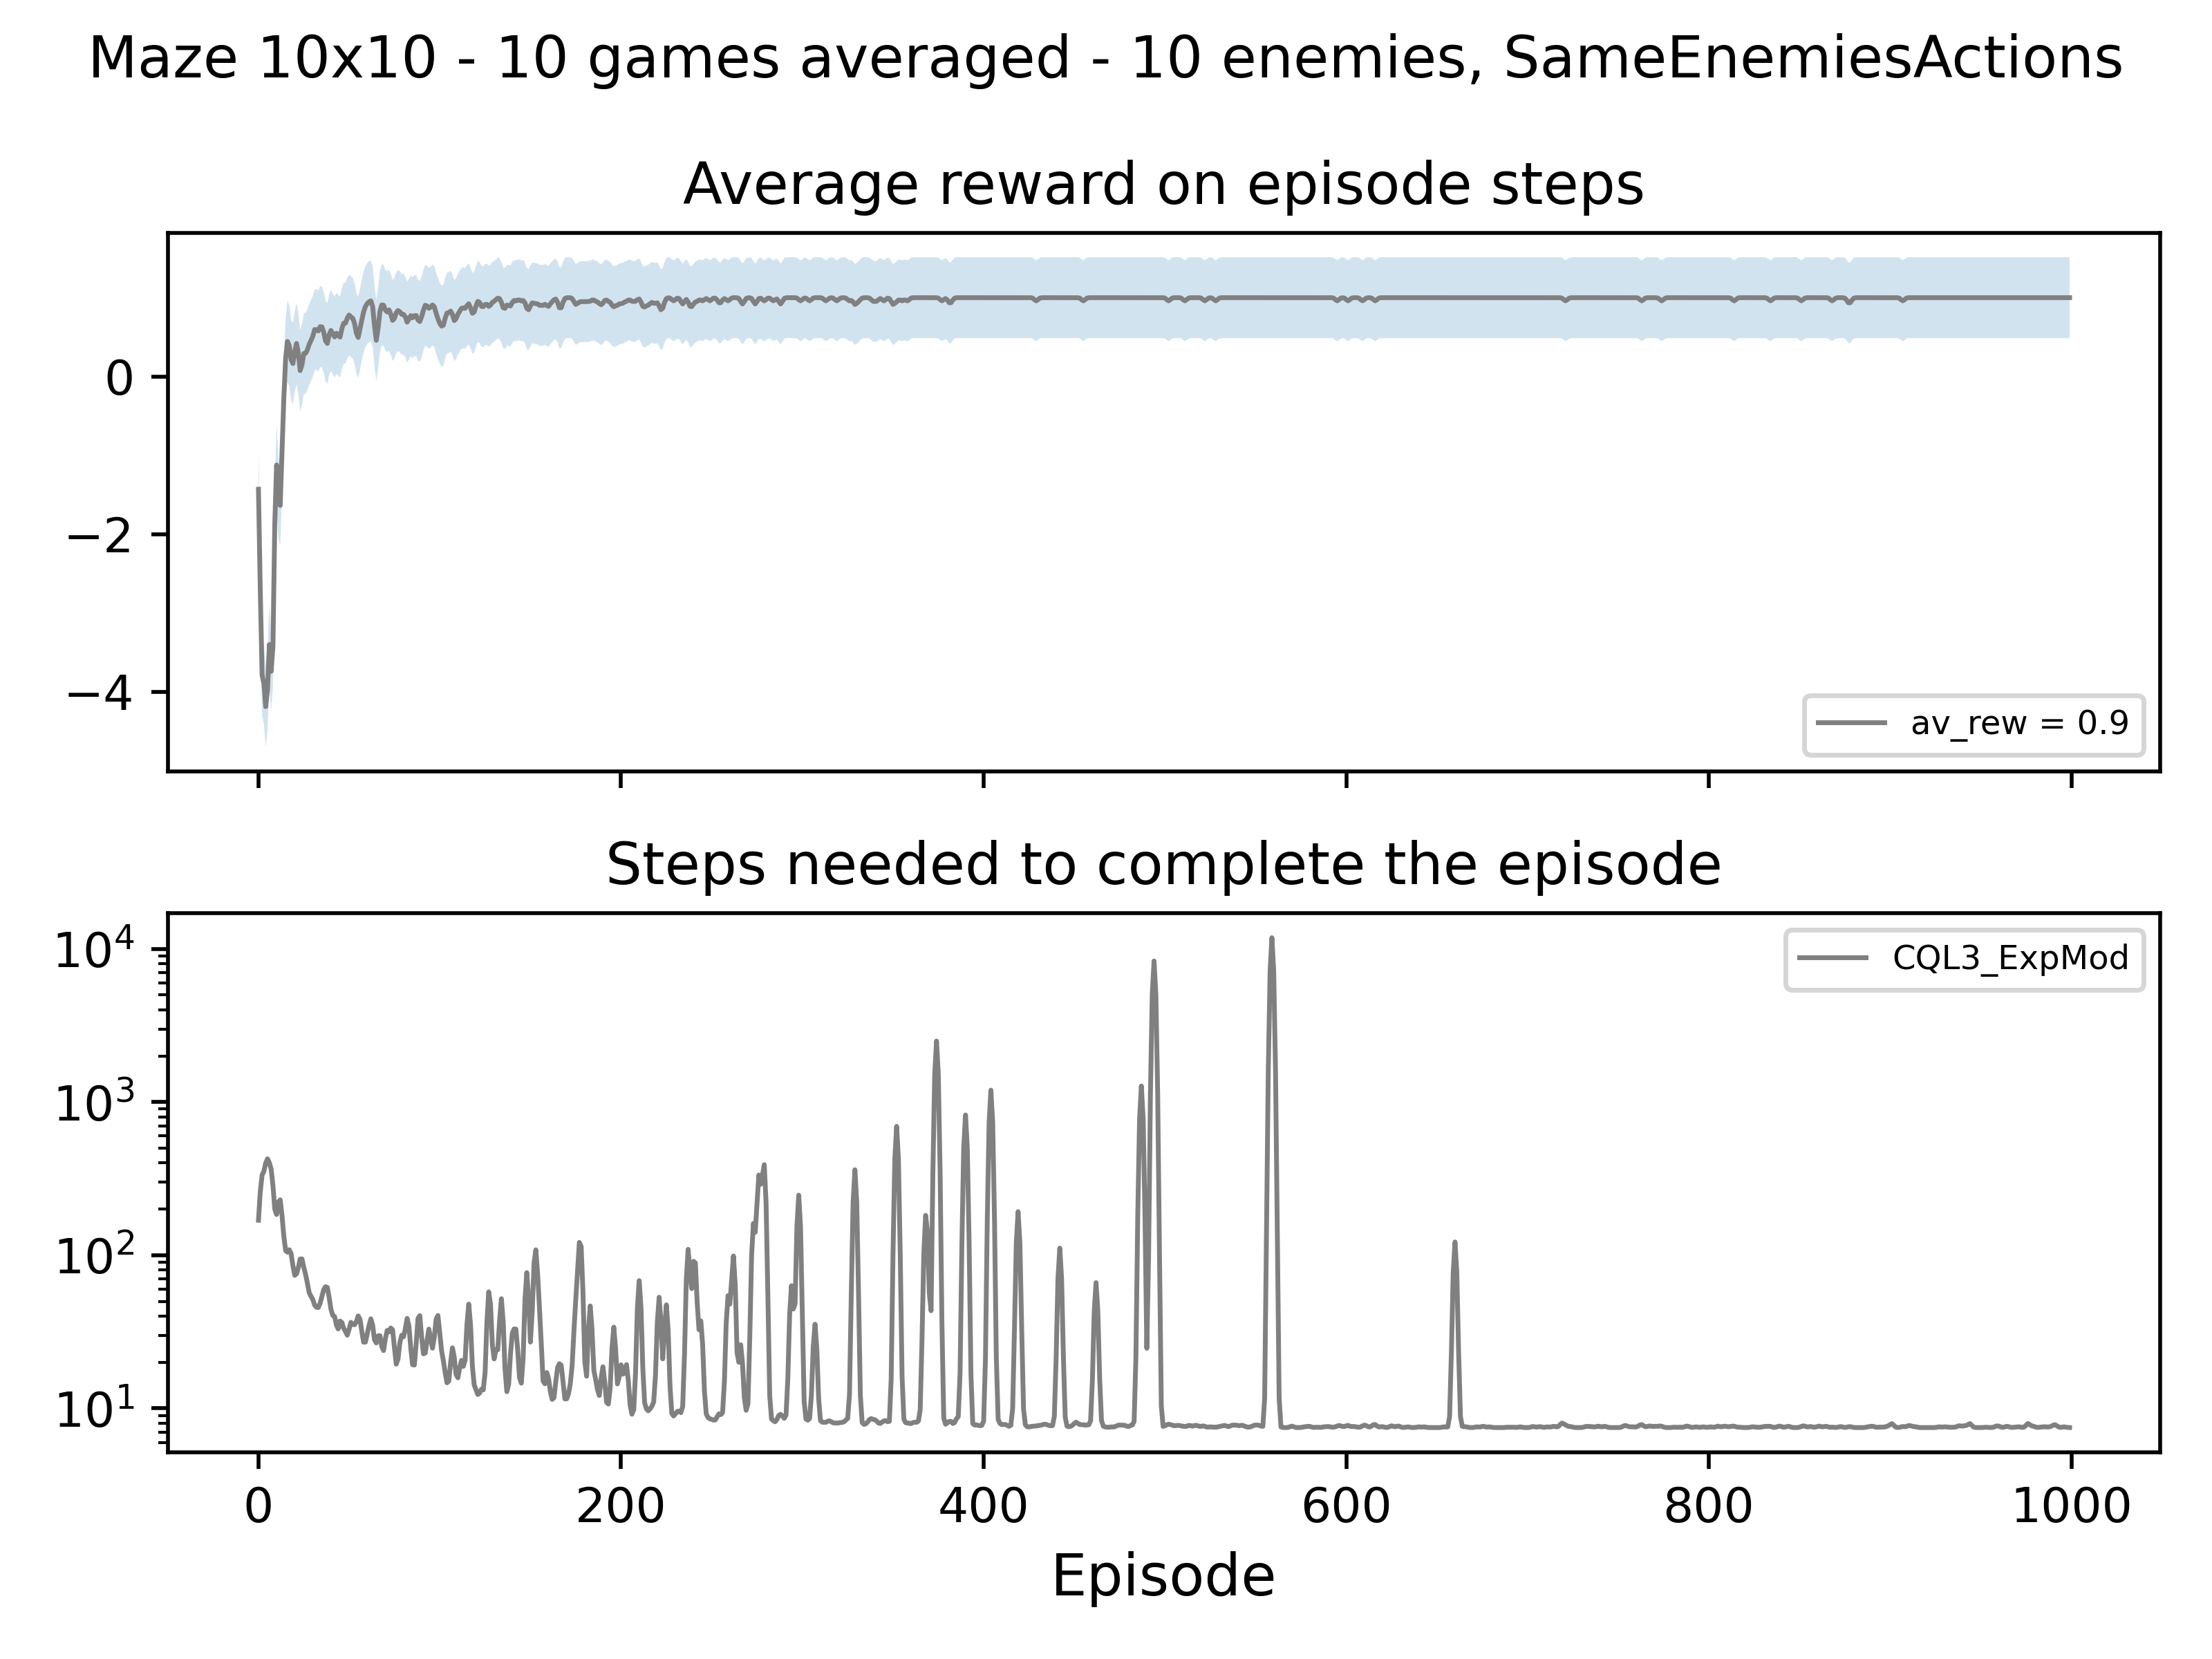 Maze 10x10 - 10 games averaged - 10 enemies, SameEnemiesActions
Average reward on episode steps
0
−2
−4
av_rew = 0.9
Steps needed to complete the episode
10⁴
10³
10²
10¹
CQL3_ExpMod
0 200 400 600 800 1000
Episode